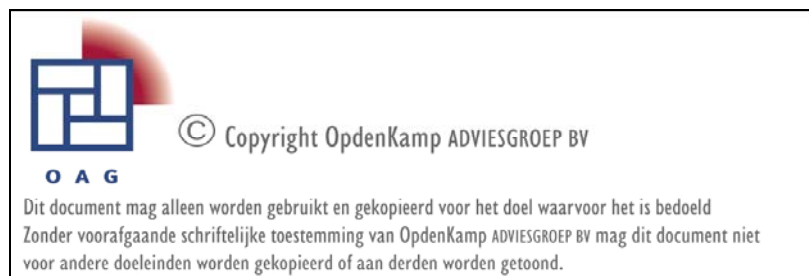 © Copyright OpdenKamp ADVIESGROEP BV
O A G
Dit document mag alleen worden gebruikt en gekopieerd voor het doel waarvoor het is bedoeld
Zonder voorafgaande schriftelijke toestemming van OpdenKamp ADVIESGROEP BV mag dit document niet
voor andere doeleinden worden gekopieerd of aan derden worden getoond.